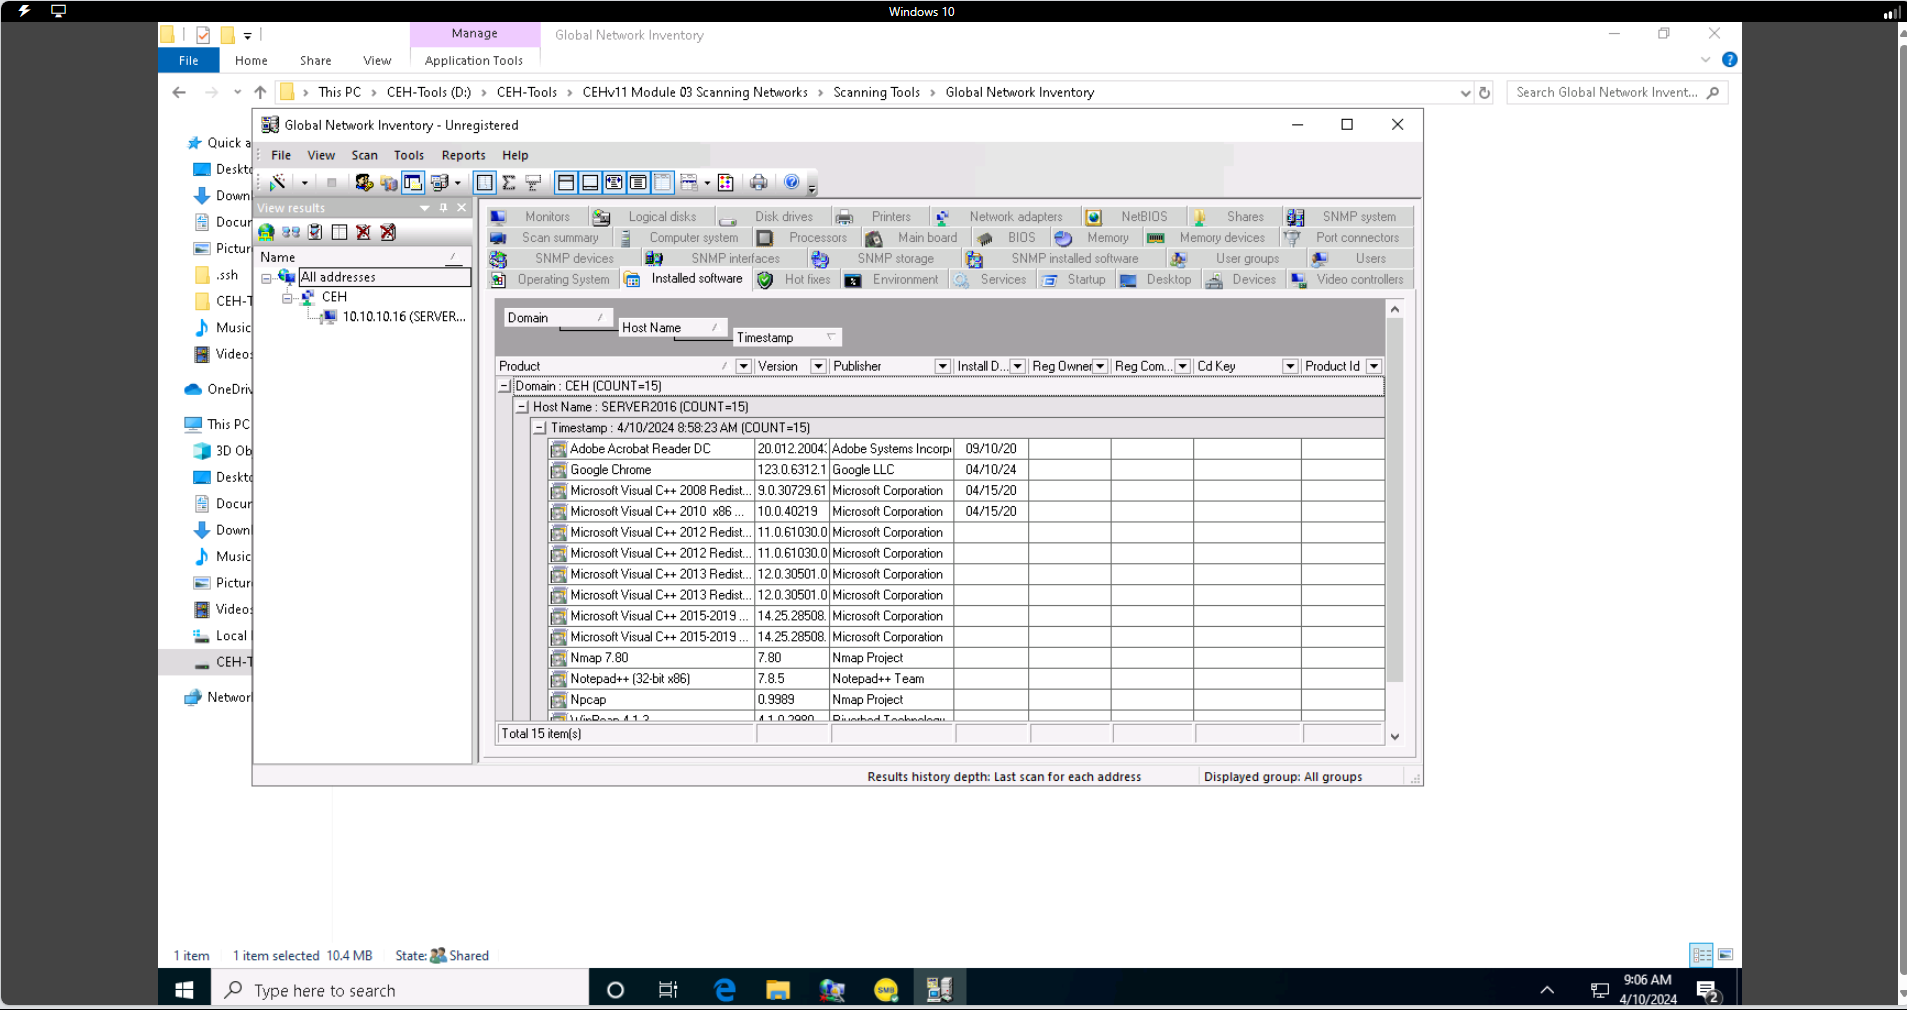 Windows 10
Manage
Global Network Inventory
File
Home
Share
View
Application Tools
This PC
CEH-Tools (D:)
CEH-Tools
CEHv11 Module 03 Scanning Networks
Scanning Tools
Global Network Inventory
Search Global Network Invent...
Quick a
Deskto
Down
Docur
Pictur
.ssh
CEH-T
Music
Videos
OneDriv
This PC
3D Ob
Deskto
Docur
Downl
Music
Pictur
Videos
Local
CEH-T
Network
Global Network Inventory - Unregistered
File View Scan Tools Reports Help
View results
Name
All addresses
CEH
10.10.10.16 (SERVER...
Monitors Logical disks Disk drives Printers Network adapters NetBIOS Shares SNMP system
Scan summary Computer system Processors Main board BIOS Memory Memory devices Port connectors
SNMP devices SNMP interfaces SNMP storage SNMP installed software User groups Users
Operating System Installed software Hot fixes Environment Services Startup Desktop Devices Video controllers
Domain
Host Name
Timestamp
Product Version Publisher Install D... Reg Owner Reg Com... Cd Key Product Id
Domain : CEH (COUNT=15)
Host Name : SERVER2016 (COUNT=15)
Timestamp : 4/10/2024 8:58:23 AM (COUNT=15)
Adobe Acrobat Reader DC 20.012.2004 Adobe Systems Incorp 09/10/20
Google Chrome 123.0.6312.1 Google LLC 04/10/24
Microsoft Visual C++ 2008 Redist... 9.0.30729.61 Microsoft Corporation 04/15/20
Microsoft Visual C++ 2010 x86 ... 10.0.40219 Microsoft Corporation 04/15/20
Microsoft Visual C++ 2012 Redist... 11.0.61030.0 Microsoft Corporation
Microsoft Visual C++ 2012 Redist... 11.0.61030.0 Microsoft Corporation
Microsoft Visual C++ 2013 Redist... 12.0.30501.0 Microsoft Corporation
Microsoft Visual C++ 2013 Redist... 12.0.30501.0 Microsoft Corporation
Microsoft Visual C++ 2015-2019 ... 14.25.28508. Microsoft Corporation
Microsoft Visual C++ 2015-2019 ... 14.25.28508. Microsoft Corporation
Nmap 7.80 7.80 Nmap Project
Notepad++ (32-bit x86) 7.8.5 Notepad++ Team
Npcap 0.9989 Nmap Project
WinPcap 4.1.3 4.1.0.2980 Riverbed Technology
Total 15 item(s)
Results history depth: Last scan for each address
Displayed group: All groups
1 item 1 item selected 10.4 MB State: Shared
Type here to search
SMB
9:06 AM
4/10/2024
2